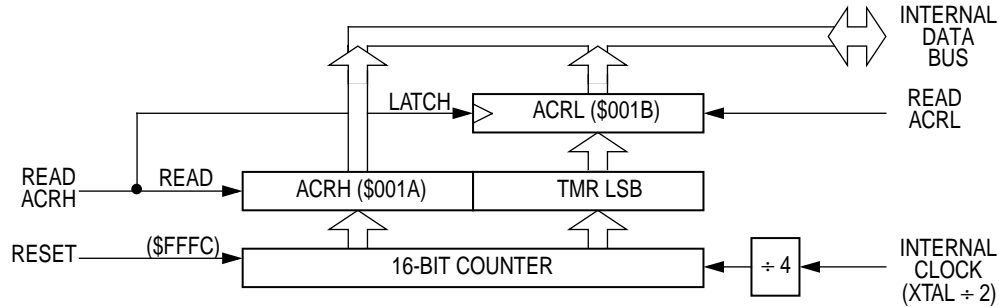 INTERNAL
DATA
BUS
LATCH
ACRL ($001B)
READ
ACRL
READ
ACRH
READ
ACRH ($001A)
TMR LSB
RESET
($FFFC)
16-BIT COUNTER
÷ 4
INTERNAL
CLOCK
(XTAL ÷ 2)